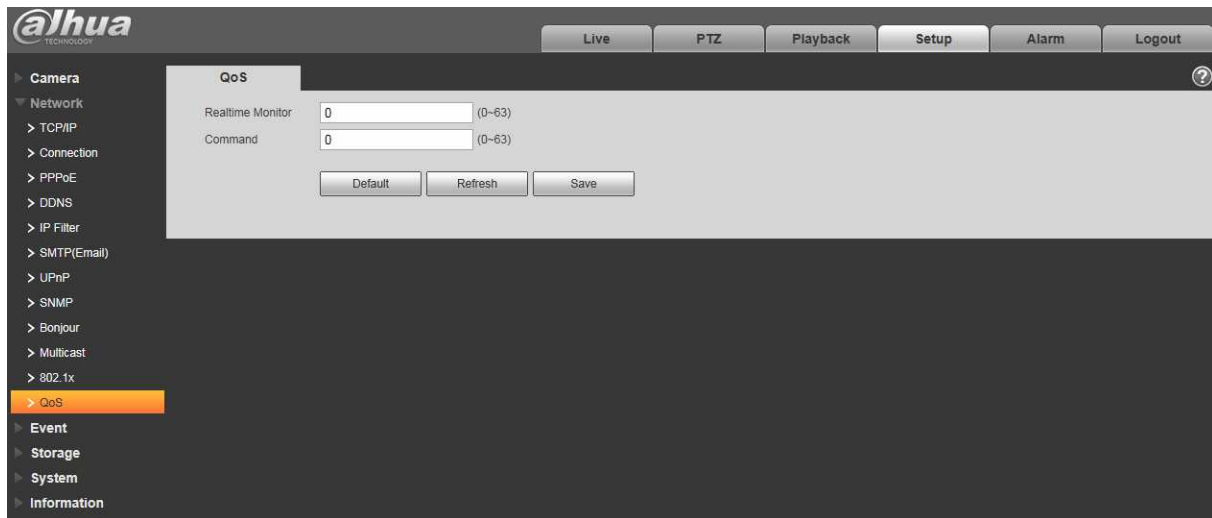 alhua
TECHNOLOGY
Live PTZ Playback Setup Alarm Logout
Camera
Network
> TCP/IP
> Connection
> PPPoE
> DDNS
> IP Filter
> SMTP(Email)
> UPnP
> SNMP
> Bonjour
> Multicast
> 802.1x
> QoS
Event
Storage
System
Information
QoS ?
Realtime Monitor 0 (0~63)
Command 0 (0~63)
Default Refresh Save